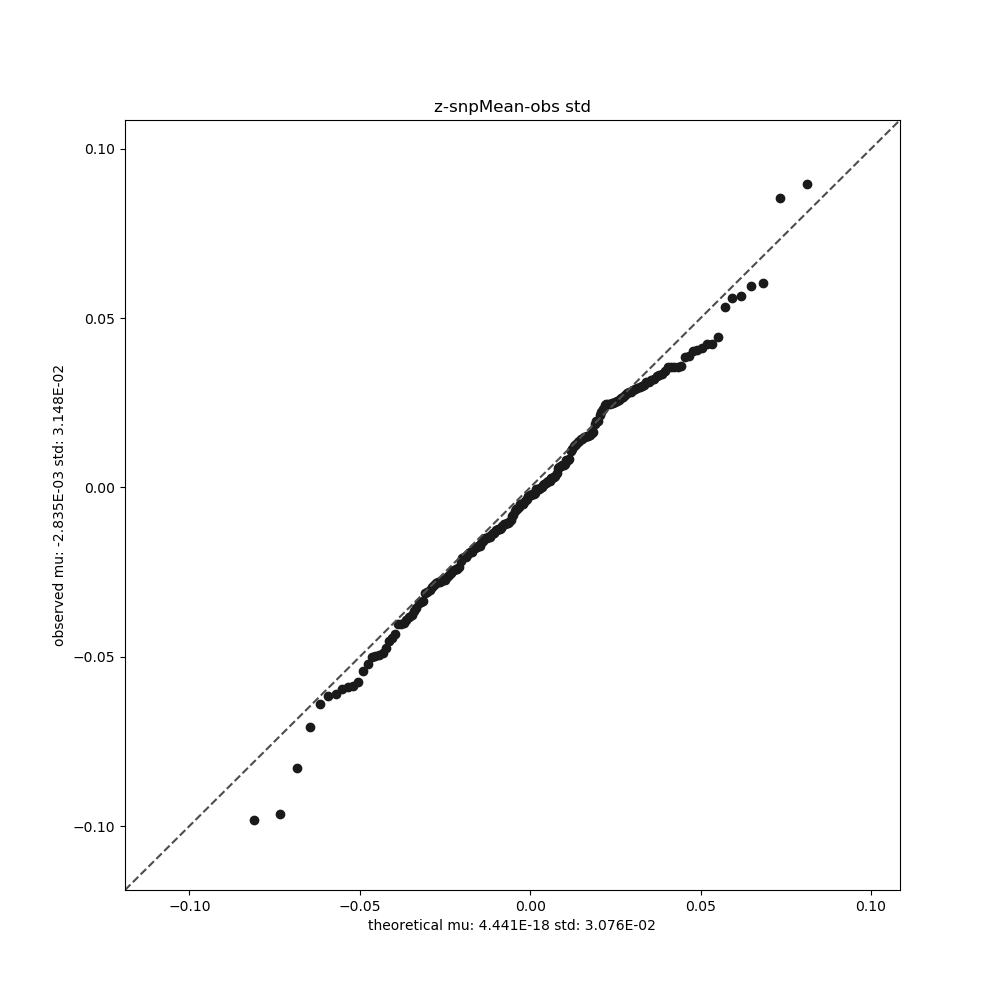 z-snpMean-obs std
0.10
0.05
0.00
−0.05
−0.10
observed mu: -2.835E-03 std: 3.148E-02
−0.10 −0.05 0.00 0.05 0.10
theoretical mu: 4.441E-18 std: 3.076E-02